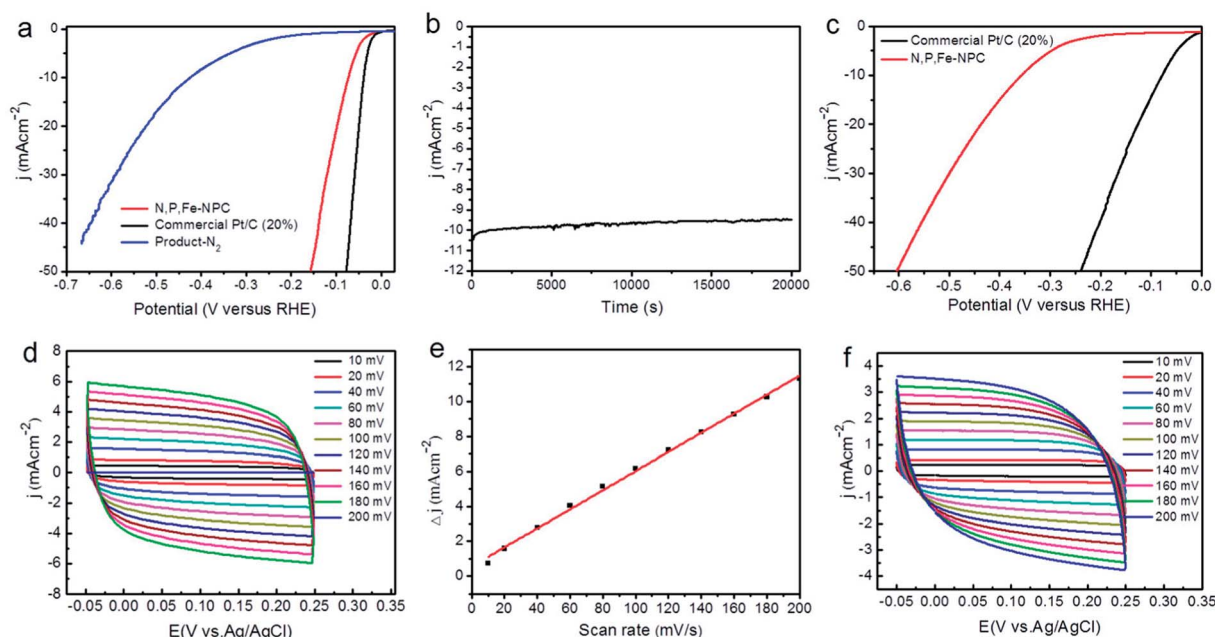 a
0
-10
-20
-30
-40
-50
j (mAcm⁻²)
N,P,Fe-NPC
Commercial Pt/C (20%)
Product-N₂
-0.7 -0.6 -0.5 -0.4 -0.3 -0.2 -0.1 0.0
Potential (V versus RHE)
b
0
-1
-2
-3
-4
-5
-6
-7
-8
-9
-10
-11
-12
j (mAcm⁻²)
0 5000 10000 15000 20000
Time (s)
c
Commercial Pt/C (20%)
N,P,Fe-NPC
0
-10
-20
-30
-40
-50
j (mAcm⁻²)
-0.6 -0.5 -0.4 -0.3 -0.2 -0.1 0.0
Potential (V versus RHE)
d
8
6
4
2
0
-2
-4
-6
-8
j (mAcm⁻²)
10 mV
20 mV
40 mV
60 mV
80 mV
100 mV
120 mV
140 mV
160 mV
180 mV
200 mV
-0.05 0.00 0.05 0.10 0.15 0.20 0.25 0.30 0.35
E(V vs.Ag/AgCl)
e
12
10
8
6
4
2
0
△j (mAcm⁻²)
20 40 60 80 100 120 140 160 180 200
Scan rate (mV/s)
f
4
3
2
1
0
-1
-2
-3
-4
j (mAcm⁻²)
10 mV
20 mV
40 mV
60 mV
80 mV
100 mV
120 mV
140 mV
160 mV
180 mV
200 mV
-0.05 0.00 0.05 0.10 0.15 0.20 0.25 0.30 0.35
E(V vs.Ag/AgCl)